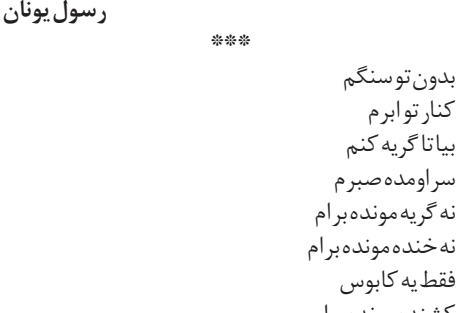 رسول یونان
***
بدون تو سنگم
کنار تو ابرم
بیا تا گریه کنم
سر اومده صبرم
نه گریه مونده برام
نه خنده مونده برام
فقط یه کابوس